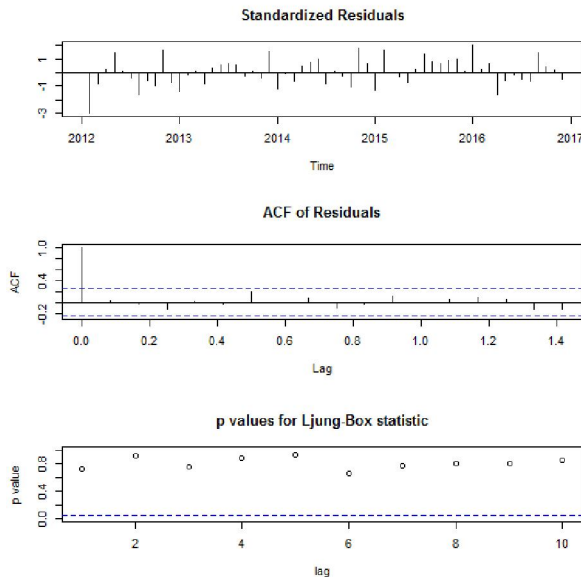 Standardized Residuals
1
-1
-3
2012 2013 2014 2015 2016 2017
Time
ACF of Residuals
ACF
1.0
0.4
-0.2
0.0 0.2 0.4 0.6 0.8 1.0 1.2 1.4
Lag
p values for Ljung-Box statistic
p value
0.8
0.4
0.0
2 4 6 8 10
lag